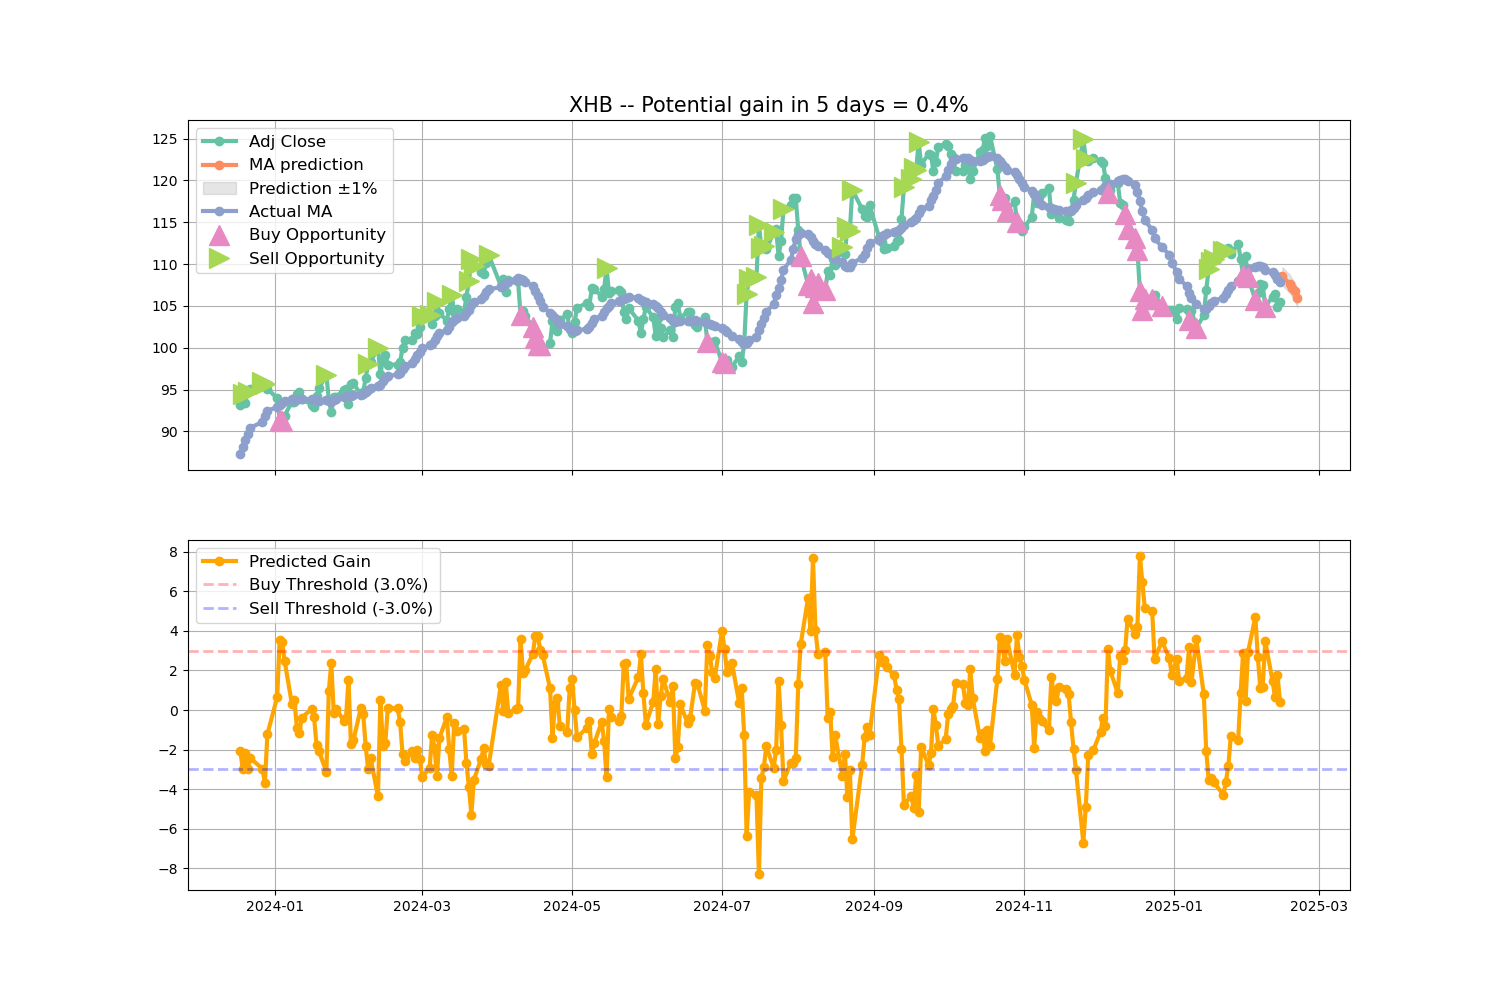 XHB -- Potential gain in 5 days = 0.4%
125
120
115
110
105
100
95
90
Adj Close
MA prediction
Prediction ±1%
Actual MA
Buy Opportunity
Sell Opportunity
8
6
4
2
0
−2
−4
−6
−8
Predicted Gain
Buy Threshold (3.0%)
Sell Threshold (-3.0%)
2024-01 2024-03 2024-05 2024-07 2024-09 2024-11 2025-01 2025-03